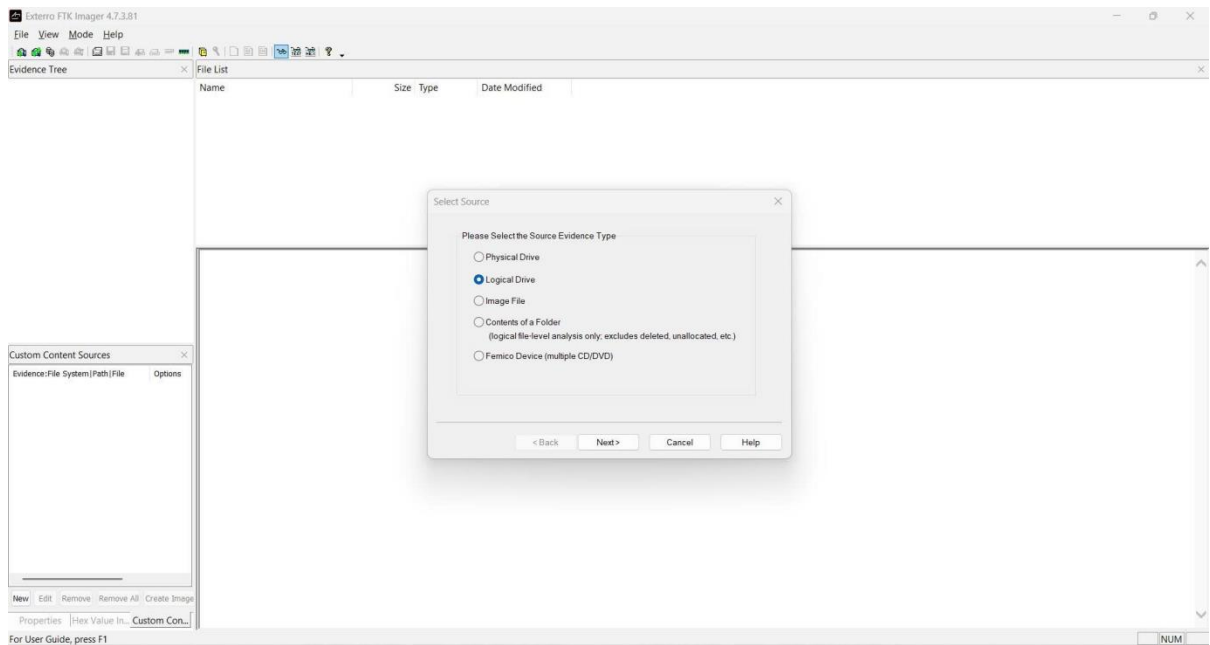 Exterro FTK Imager 4.7.3.81
File View Mode Help
Evidence Tree
File List
Name Size Type Date Modified
Select Source
Please Select the Source Evidence Type
Physical Drive
Logical Drive
Image File
Contents of a Folder
(logical file-level analysis only; excludes deleted, unallocated, etc.)
Femico Device (multiple CD/DVD)
< Back Next > Cancel Help
Custom Content Sources
Evidence:File System|Path|File Options
New Edit Remove Remove All Create Image
Properties Hex Value In... Custom Con...
For User Guide, press F1
NUM